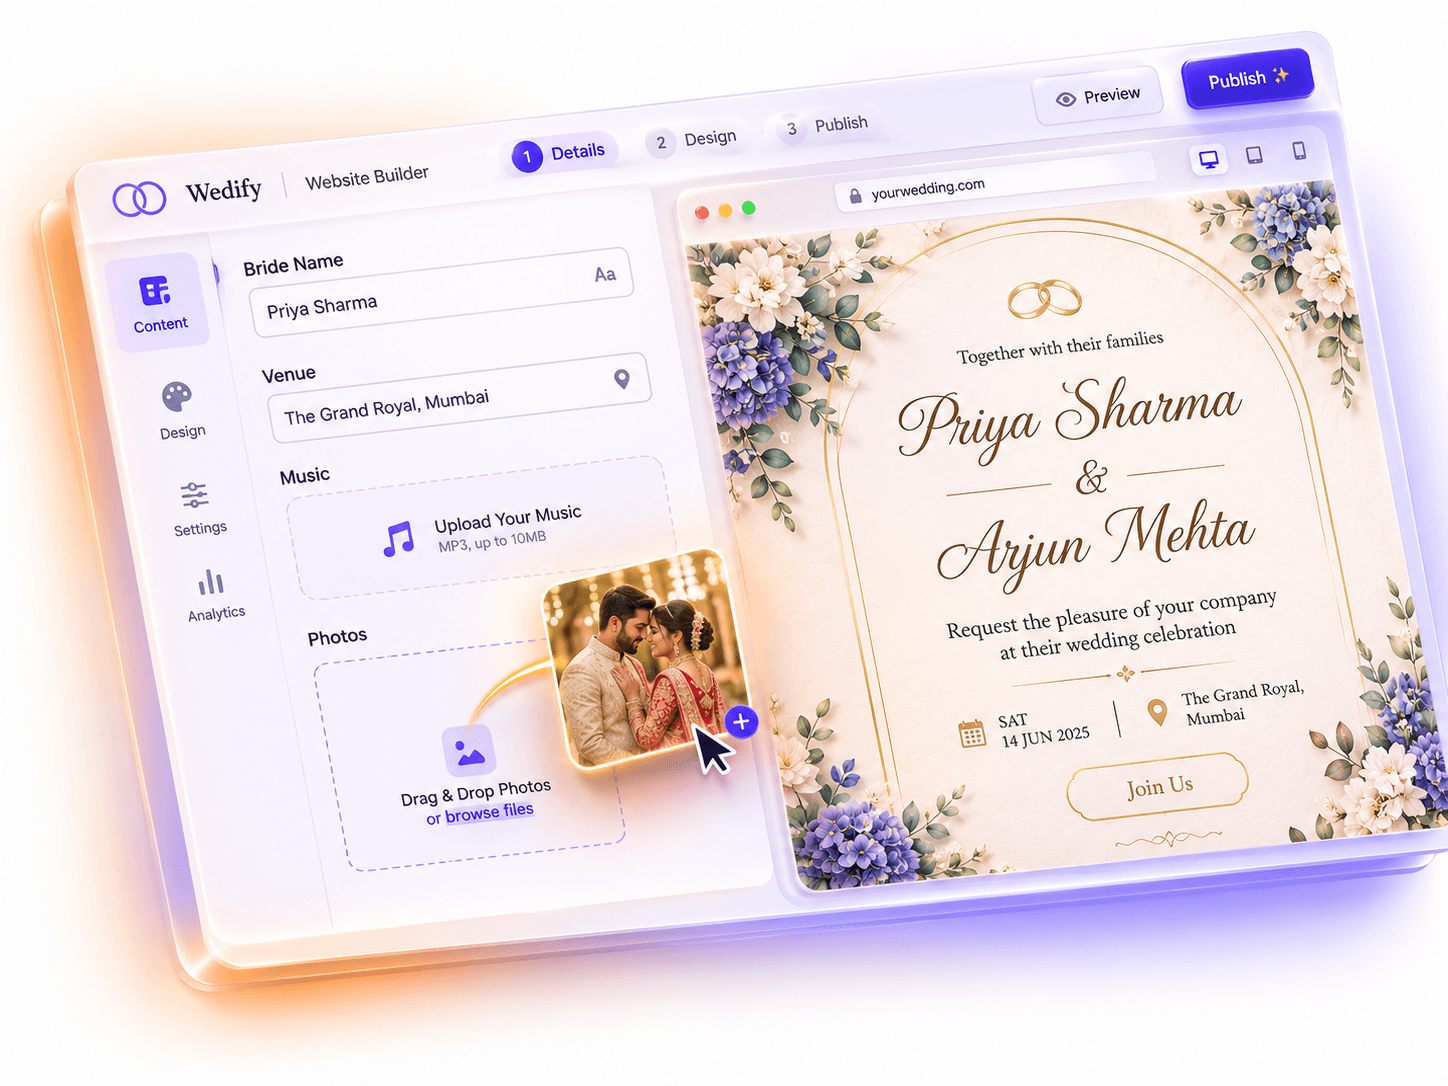 Wedify
Website Builder
1 Details
2 Design
3 Publish
Preview
Publish
Content
Design
Settings
Analytics
Bride Name
Priya Sharma
Aa
Venue
The Grand Royal, Mumbai
Music
Upload Your Music
MP3, up to 10MB
Photos
Drag & Drop Photos
or browse files
yourwedding.com
Together with their families
Priya Sharma
&
Arjun Mehta
Request the pleasure of your company
at their wedding celebration
SAT
14 JUN 2025
The Grand Royal,
Mumbai
Join Us